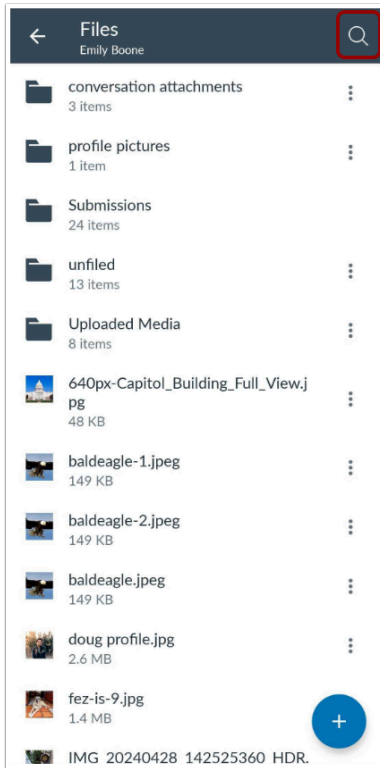 Files
Emily Boone
conversation attachments
3 items
profile pictures
1 item
Submissions
24 items
unfiled
13 items
Uploaded Media
8 items
640px-Capitol_Building_Full_View.j
pg
48 KB
baldeagle-1.jpeg
149 KB
baldeagle-2.jpeg
149 KB
baldeagle.jpeg
149 KB
doug profile.jpg
2.6 MB
fez-is-9.jpg
1.4 MB
IMG_20240428_142525360_HDR.